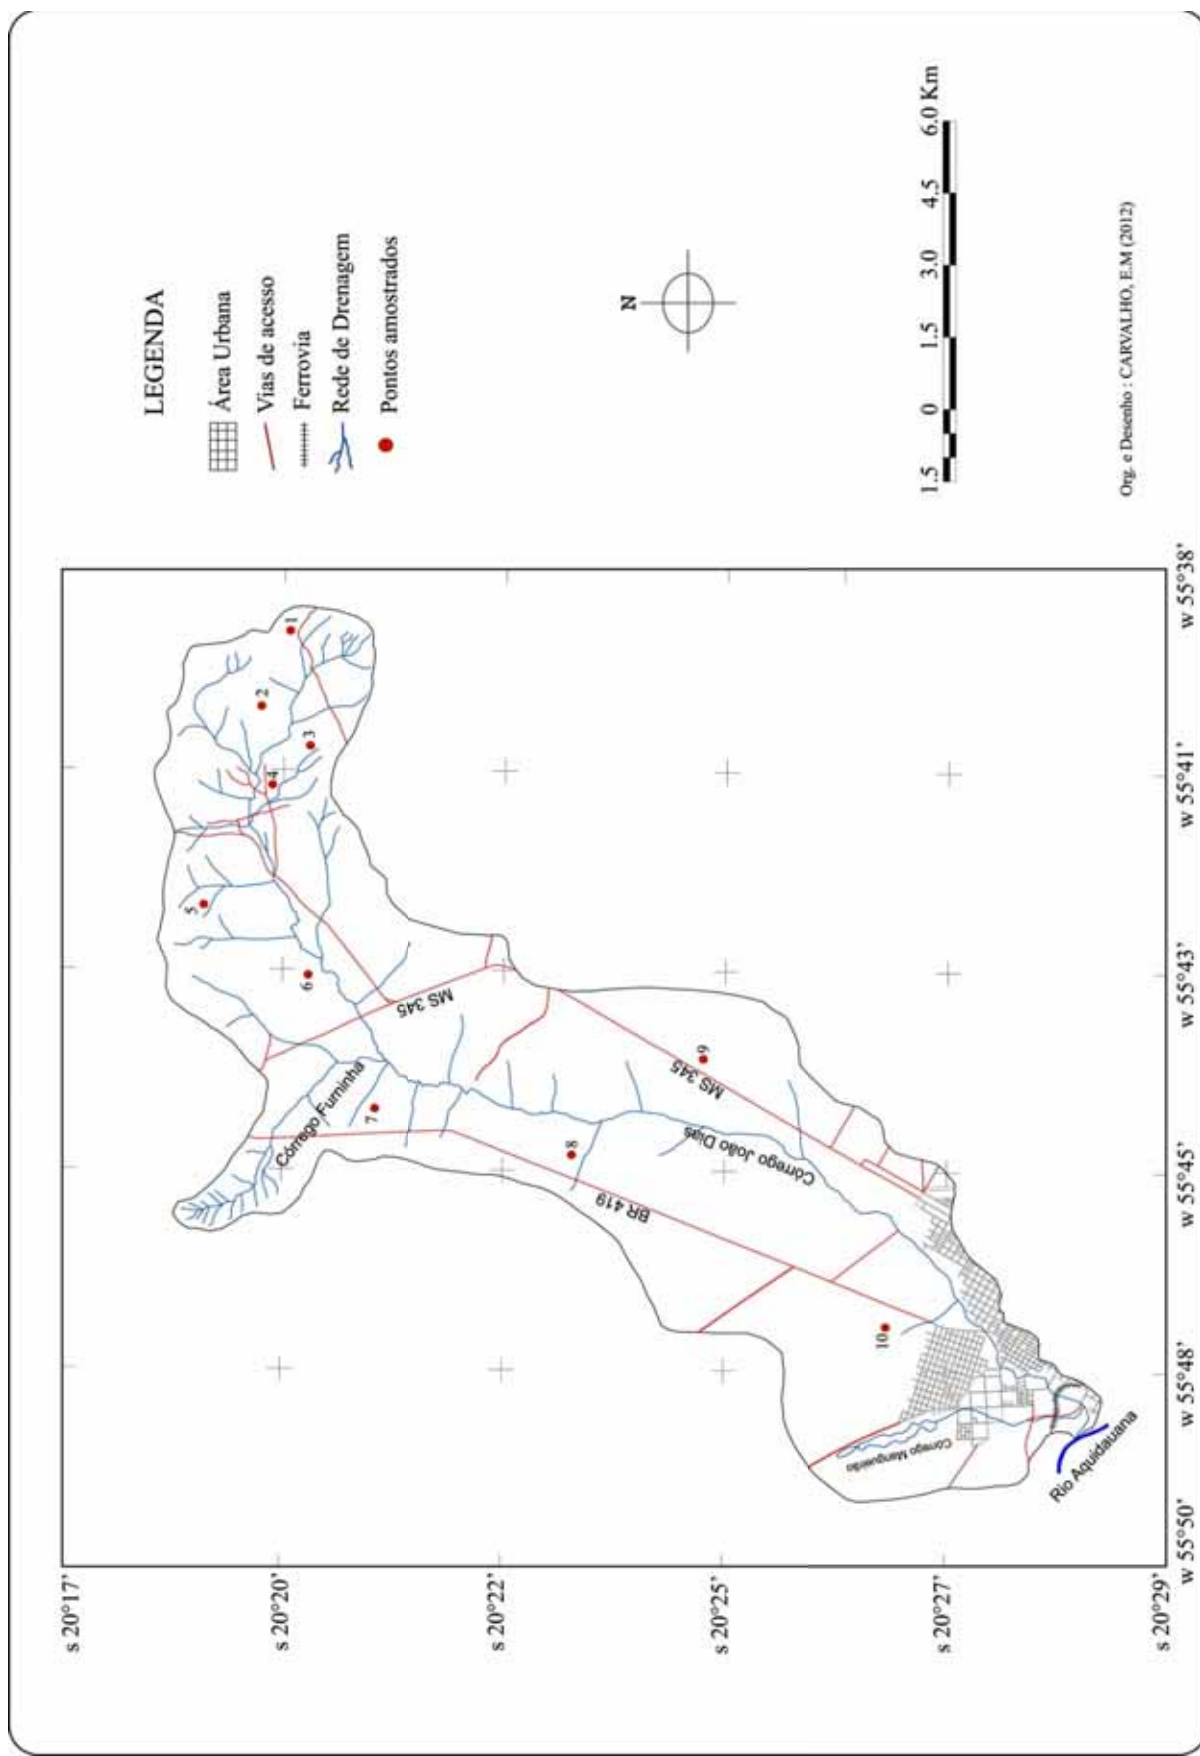 LEGENDA
Área Urbana
Vias de acesso
Ferrovia
Rede de Drenagem
Pontos amostrados
N
1.5 0 1.5 3.0 4.5 6.0 Km
Org. e Desenho : CARVALHO, E.M (2012)
s 20°17'
s 20°20'
s 20°22'
s 20°25'
s 20°27'
s 20°29'
w 55°50' w 55°48' w 55°45' w 55°43' w 55°41' w 55°38'
1
2
3
4
5
6
7
8
9
10
Córrego Furninha
MS 345
MS 345
BR 419
Córrego João Dias
Córrego Mangueirão
Rio Aquidauana